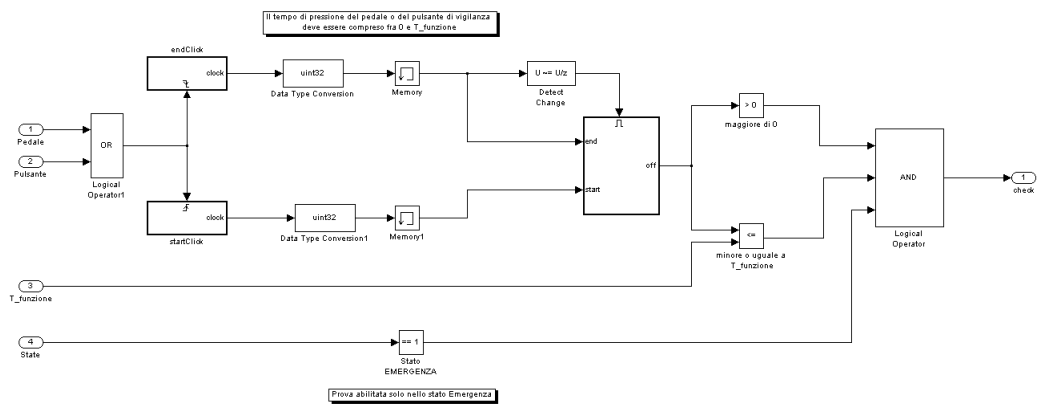 Il tempo di pressione del pedale o del pulsante di vigilanza
deve essere compreso fra 0 e T_funzione
endClick
clock
uint32
Data Type Conversion
Memory
U ~= U/z
Detect
Change
1
Pedale
2
Pulsante
OR
Logical
Operator1
end
start
off
> 0
maggiore di 0
AND
Logical
Operator
1
check
clock
startClick
uint32
Data Type Conversion1
Memory1
<=
minore o uguale a
T_funzione
3
T_funzione
4
State
== 1
Stato
EMERGENZA
Prova abilitata solo nello stato Emergenza